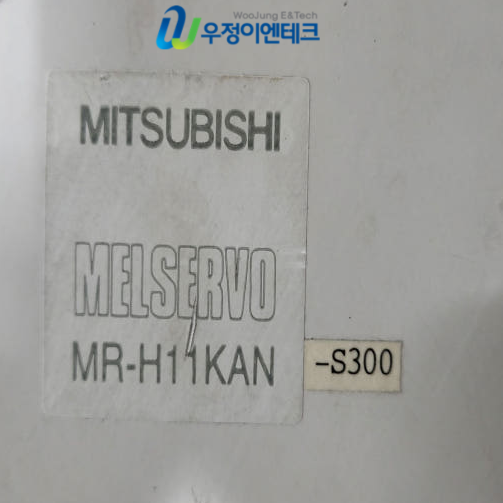 WooJung E&Tech
우정이엔테크
MITSUBISHI
MELSERVO
MR-H11KAN
-S300